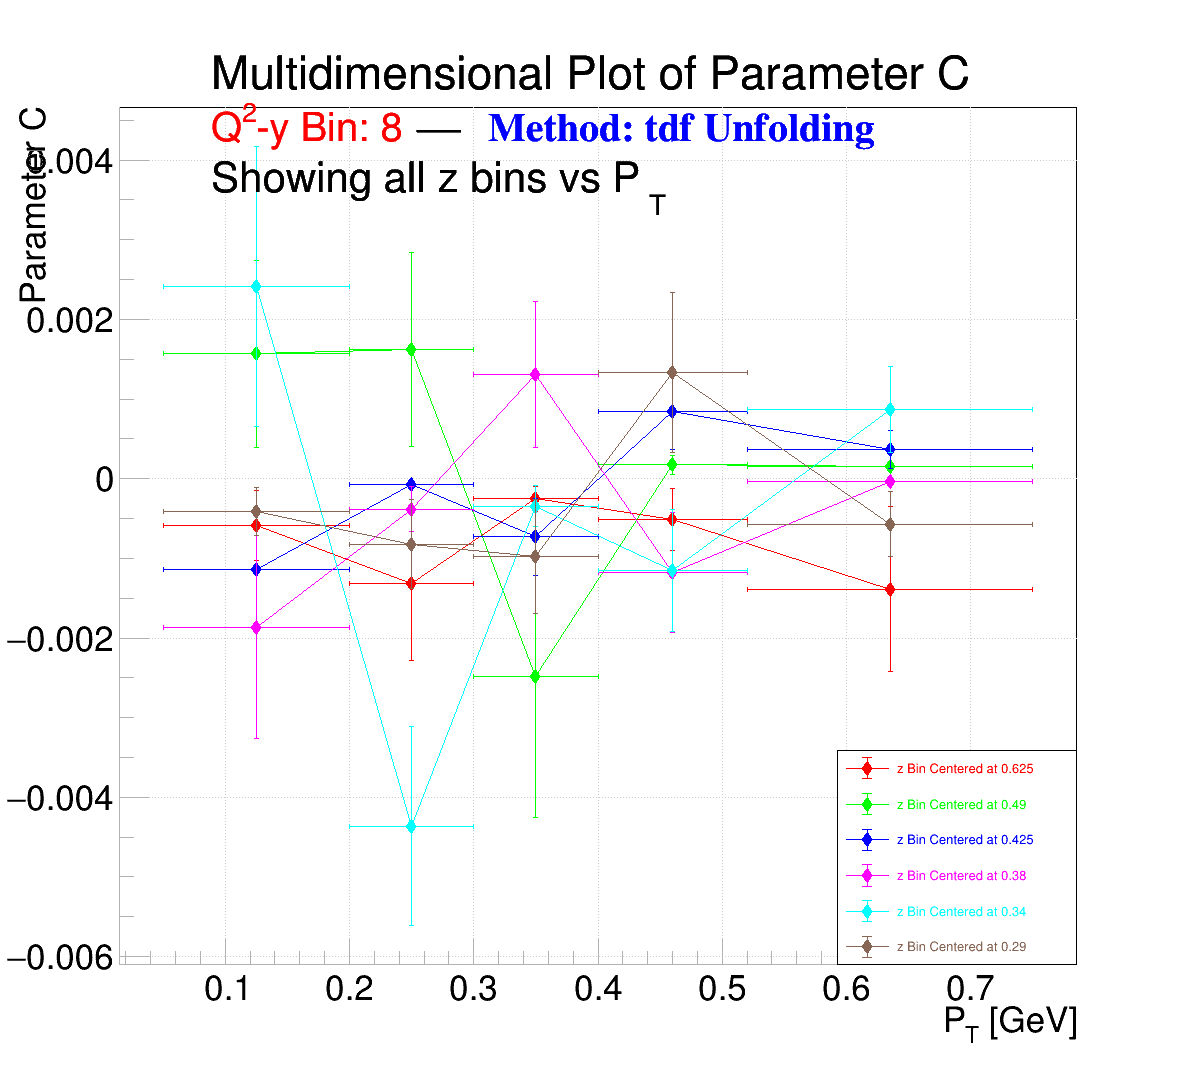 Multidimensional Plot of Parameter C
Q²-y Bin: 8 — Method: tdf Unfolding
Showing all z bins vs P_T
Parameter C
0.004
0.002
0
−0.002
−0.004
−0.006
z Bin Centered at 0.625
z Bin Centered at 0.49
z Bin Centered at 0.425
z Bin Centered at 0.38
z Bin Centered at 0.34
z Bin Centered at 0.29
0.1 0.2 0.3 0.4 0.5 0.6 0.7
P_T [GeV]